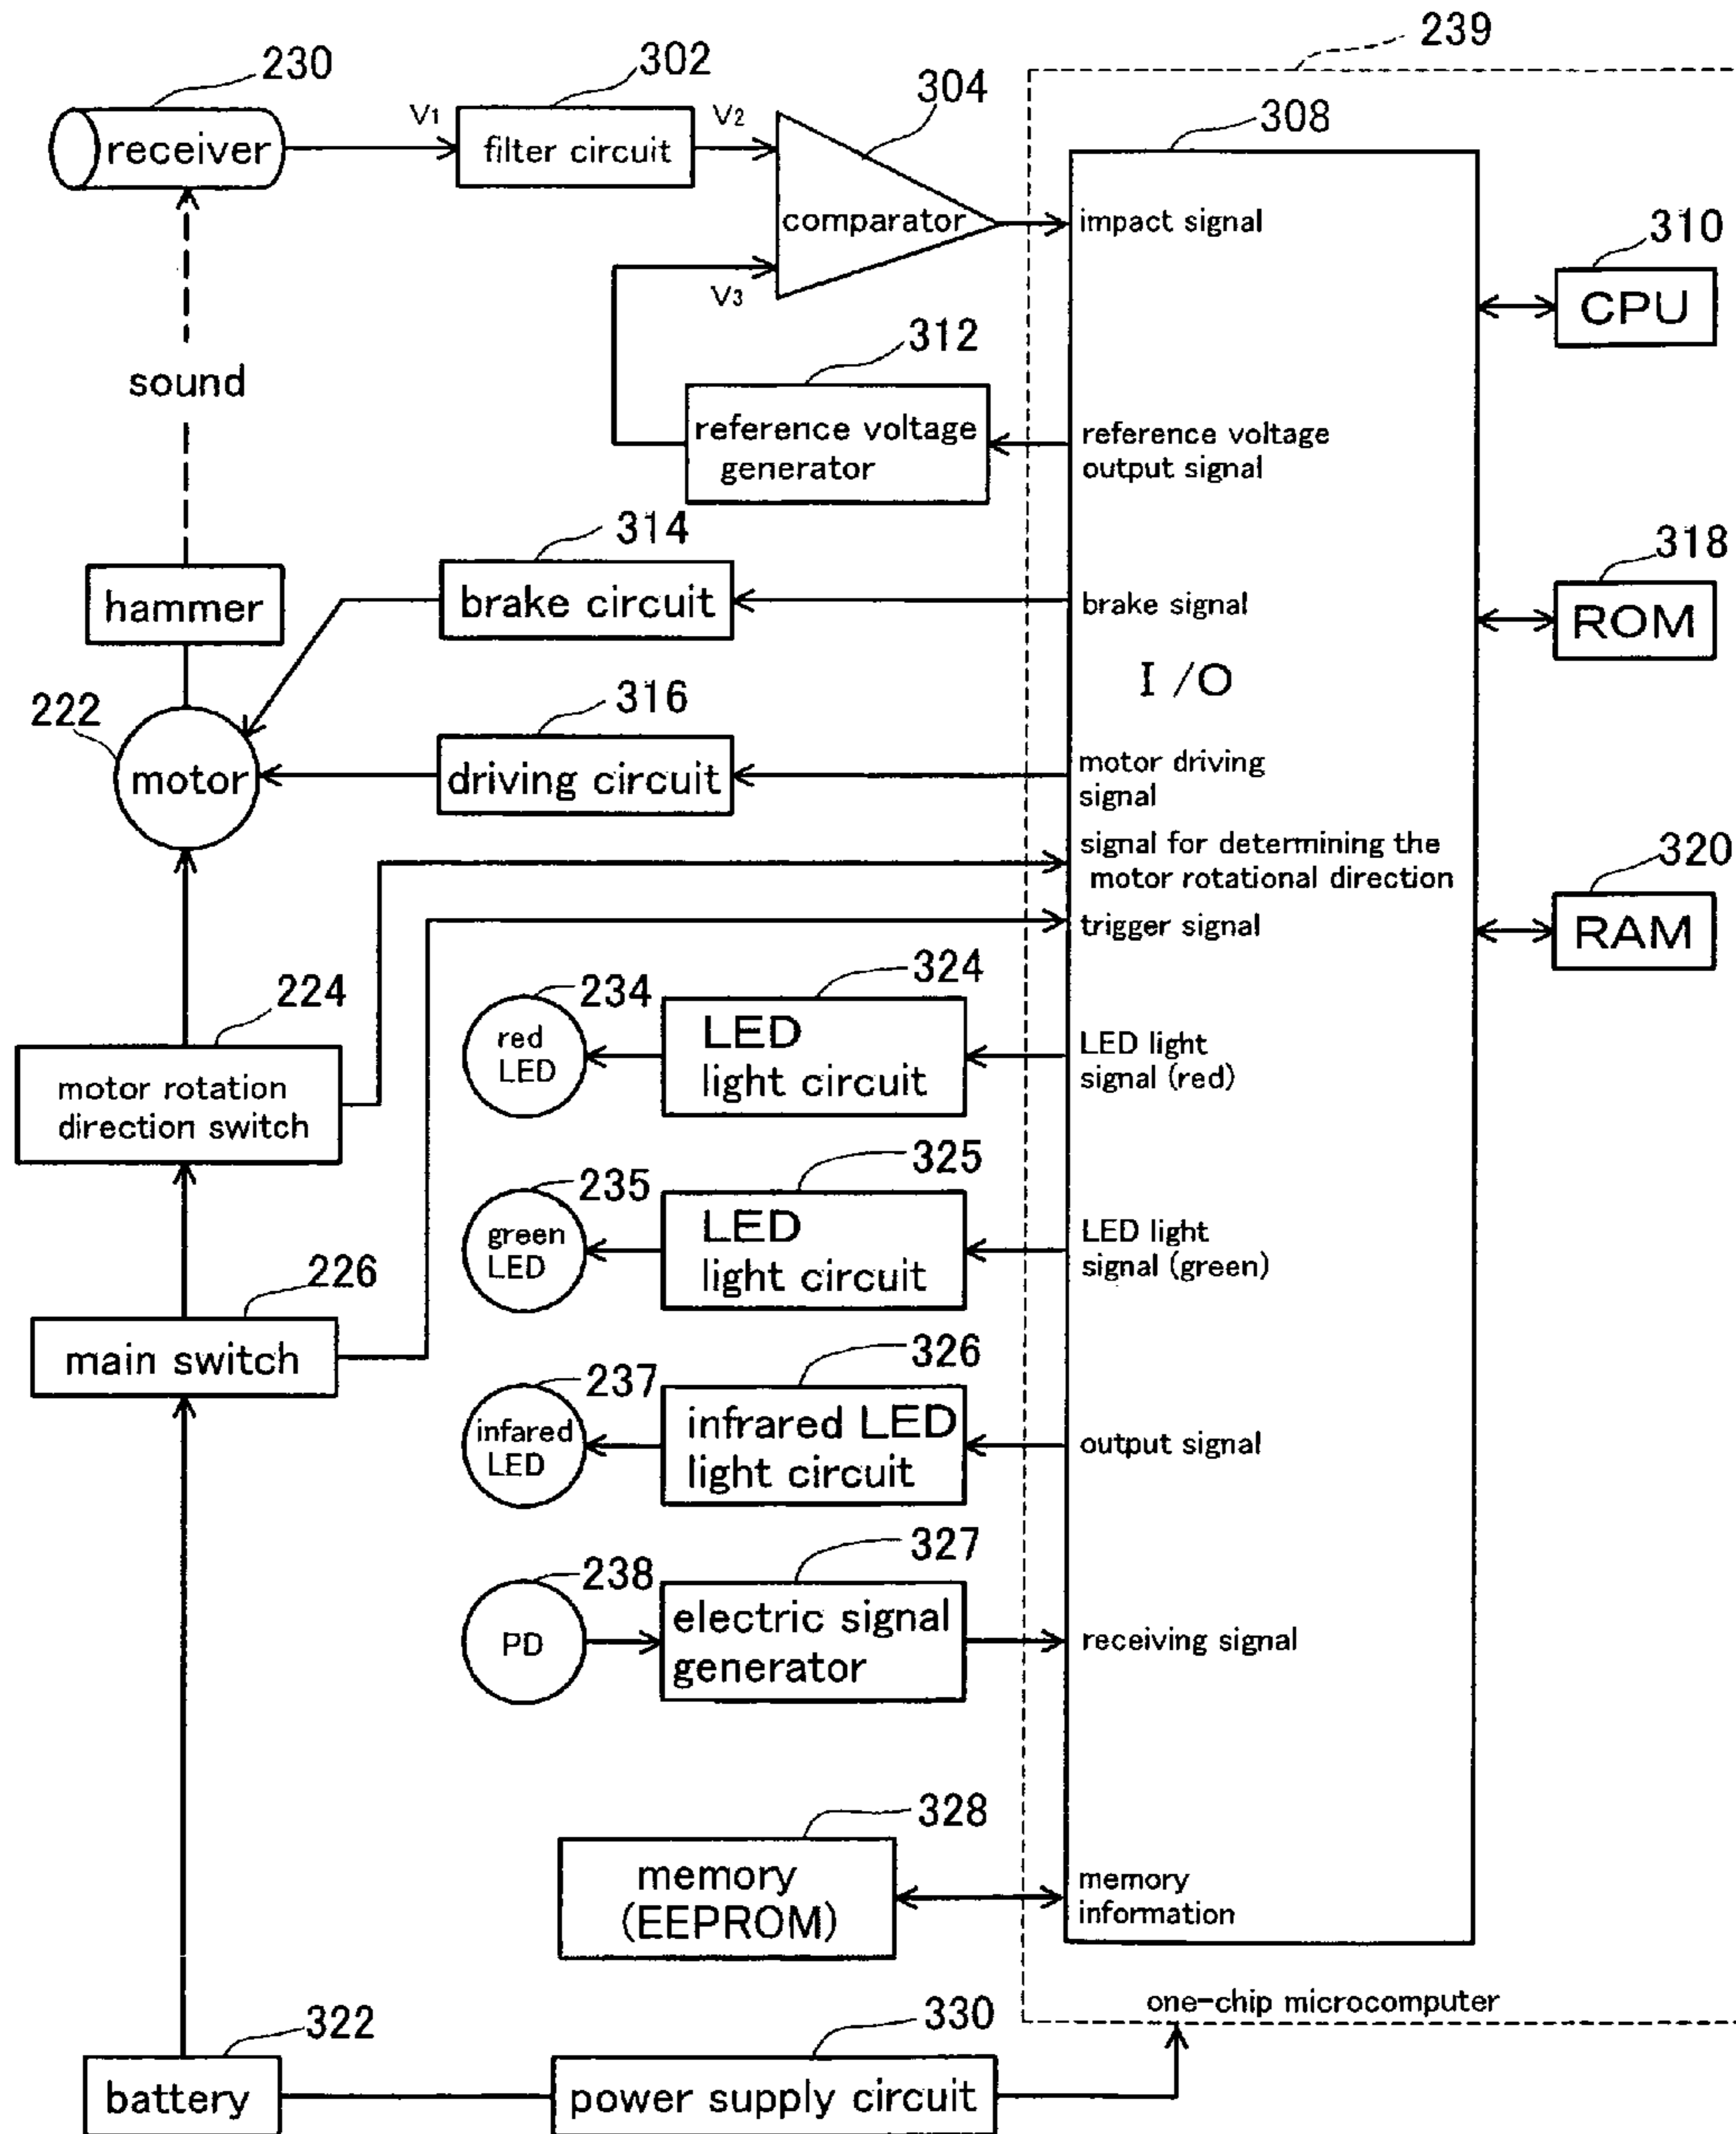 239
230
302
304
308
receiver
V1
filter circuit
V2
comparator
V3
impact signal
310
CPU
sound
312
reference voltage
generator
reference voltage
output signal
314
hammer
brake circuit
brake signal
318
ROM
I/O
222
motor
316
driving circuit
motor driving
signal
signal for determining the
motor rotational direction
trigger signal
320
RAM
224
motor rotation
direction switch
234
red
LED
324
LED
light circuit
LED light
signal (red)
235
green
LED
325
LED
light circuit
LED light
signal (green)
226
main switch
237
infared
LED
326
infrared LED
light circuit
output signal
238
PD
327
electric signal
generator
receiving signal
328
memory
(EEPROM)
memory
information
one-chip microcomputer
322
battery
330
power supply circuit